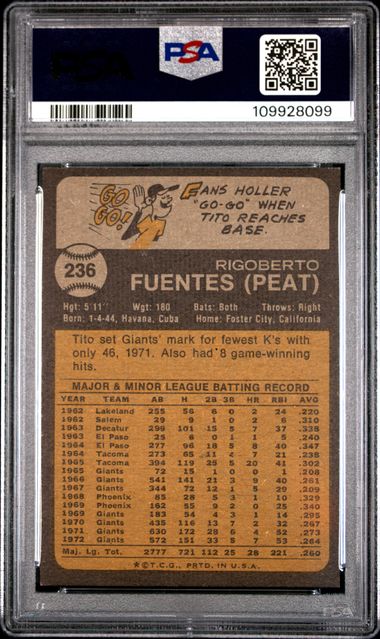 PSA
109928099
GO
GO!
FANS HOLLER
"GO-GO" WHEN
TITO REACHES
BASE.
236
RIGOBERTO
FUENTES (PEAT)
Hgt: 5'11" Wgt: 180 Bats: Both Throws: Right
Born: 1-4-44, Havana, Cuba Home: Foster City, California
Tito set Giants' mark for fewest K's with
only 46, 1971. Also had 8 game-winning
hits.
MAJOR & MINOR LEAGUE BATTING RECORD
YEAR TEAM AB H 2B 3B HR RBI AVG
1962 Lakeland 255 56 6 0 2 24 .220
1962 Salem 29 9 1 0 2 6 .310
1963 Decatur 299 101 15 5 17 37 .338
1963 El Paso 25 6 0 1 1 5 .240
1964 El Paso 277 96 18 5 8 40 .347
1964 Tacoma 273 65 11 4 7 21 .238
1965 Tacoma 394 119 25 5 20 41 .302
1965 Giants 72 15 1 0 0 1 .208
1966 Giants 541 141 21 3 9 40 .261
1967 Giants 344 72 12 1 5 29 .209
1968 Phoenix 85 28 5 3 1 10 .329
1969 Phoenix 162 55 9 2 0 25 .340
1969 Giants 183 54 4 3 1 14 .295
1970 Giants 435 116 13 7 2 32 .267
1971 Giants 630 172 28 6 4 52 .273
1972 Giants 572 151 33 5 7 53 .264
Maj. Lg. Tot. 2777 721 112 25 28 221 .260
©T.C.G., PRTD. IN U.S.A.
PSA